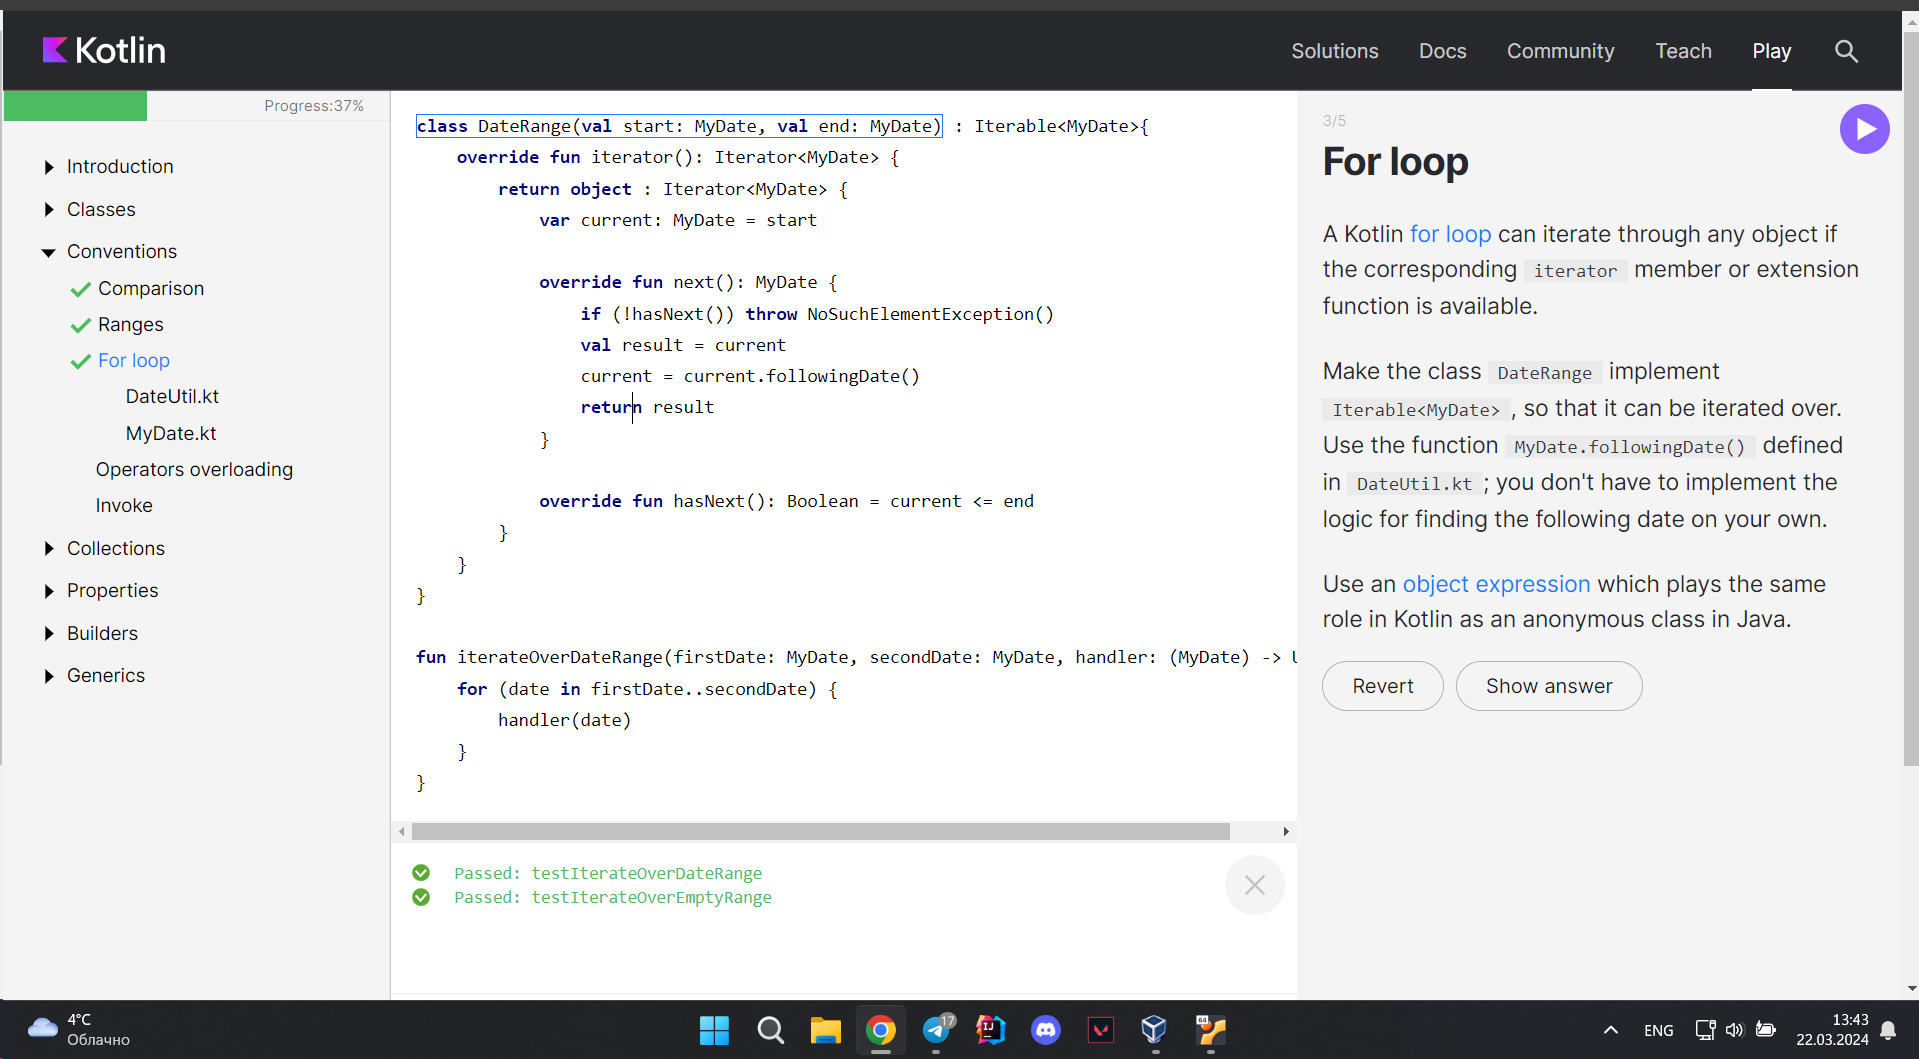 Kotlin
Solutions
Docs
Community
Teach
Play
Progress:37%
Introduction
Classes
Conventions
Comparison
Ranges
For loop
DateUtil.kt
MyDate.kt
Operators overloading
Invoke
Collections
Properties
Builders
Generics
class DateRange(val start: MyDate, val end: MyDate) : Iterable<MyDate>{
override fun iterator(): Iterator<MyDate> {
return object : Iterator<MyDate> {
var current: MyDate = start
override fun next(): MyDate {
if (!hasNext()) throw NoSuchElementException()
val result = current
current = current.followingDate()
return result
}
override fun hasNext(): Boolean = current <= end
}
}
}
fun iterateOverDateRange(firstDate: MyDate, secondDate: MyDate, handler: (MyDate) ->
for (date in firstDate..secondDate) {
handler(date)
}
}
Passed: testIterateOverDateRange
Passed: testIterateOverEmptyRange
3/5
For loop
A Kotlin for loop can iterate through any object if
the corresponding iterator member or extension
function is available.
Make the class DateRange implement
Iterable<MyDate> , so that it can be iterated over.
Use the function MyDate.followingDate() defined
in DateUtil.kt ; you don't have to implement the
logic for finding the following date on your own.
Use an object expression which plays the same
role in Kotlin as an anonymous class in Java.
Revert
Show answer
4°C
Облачно
17
IJ
64
ENG
13:43
22.03.2024